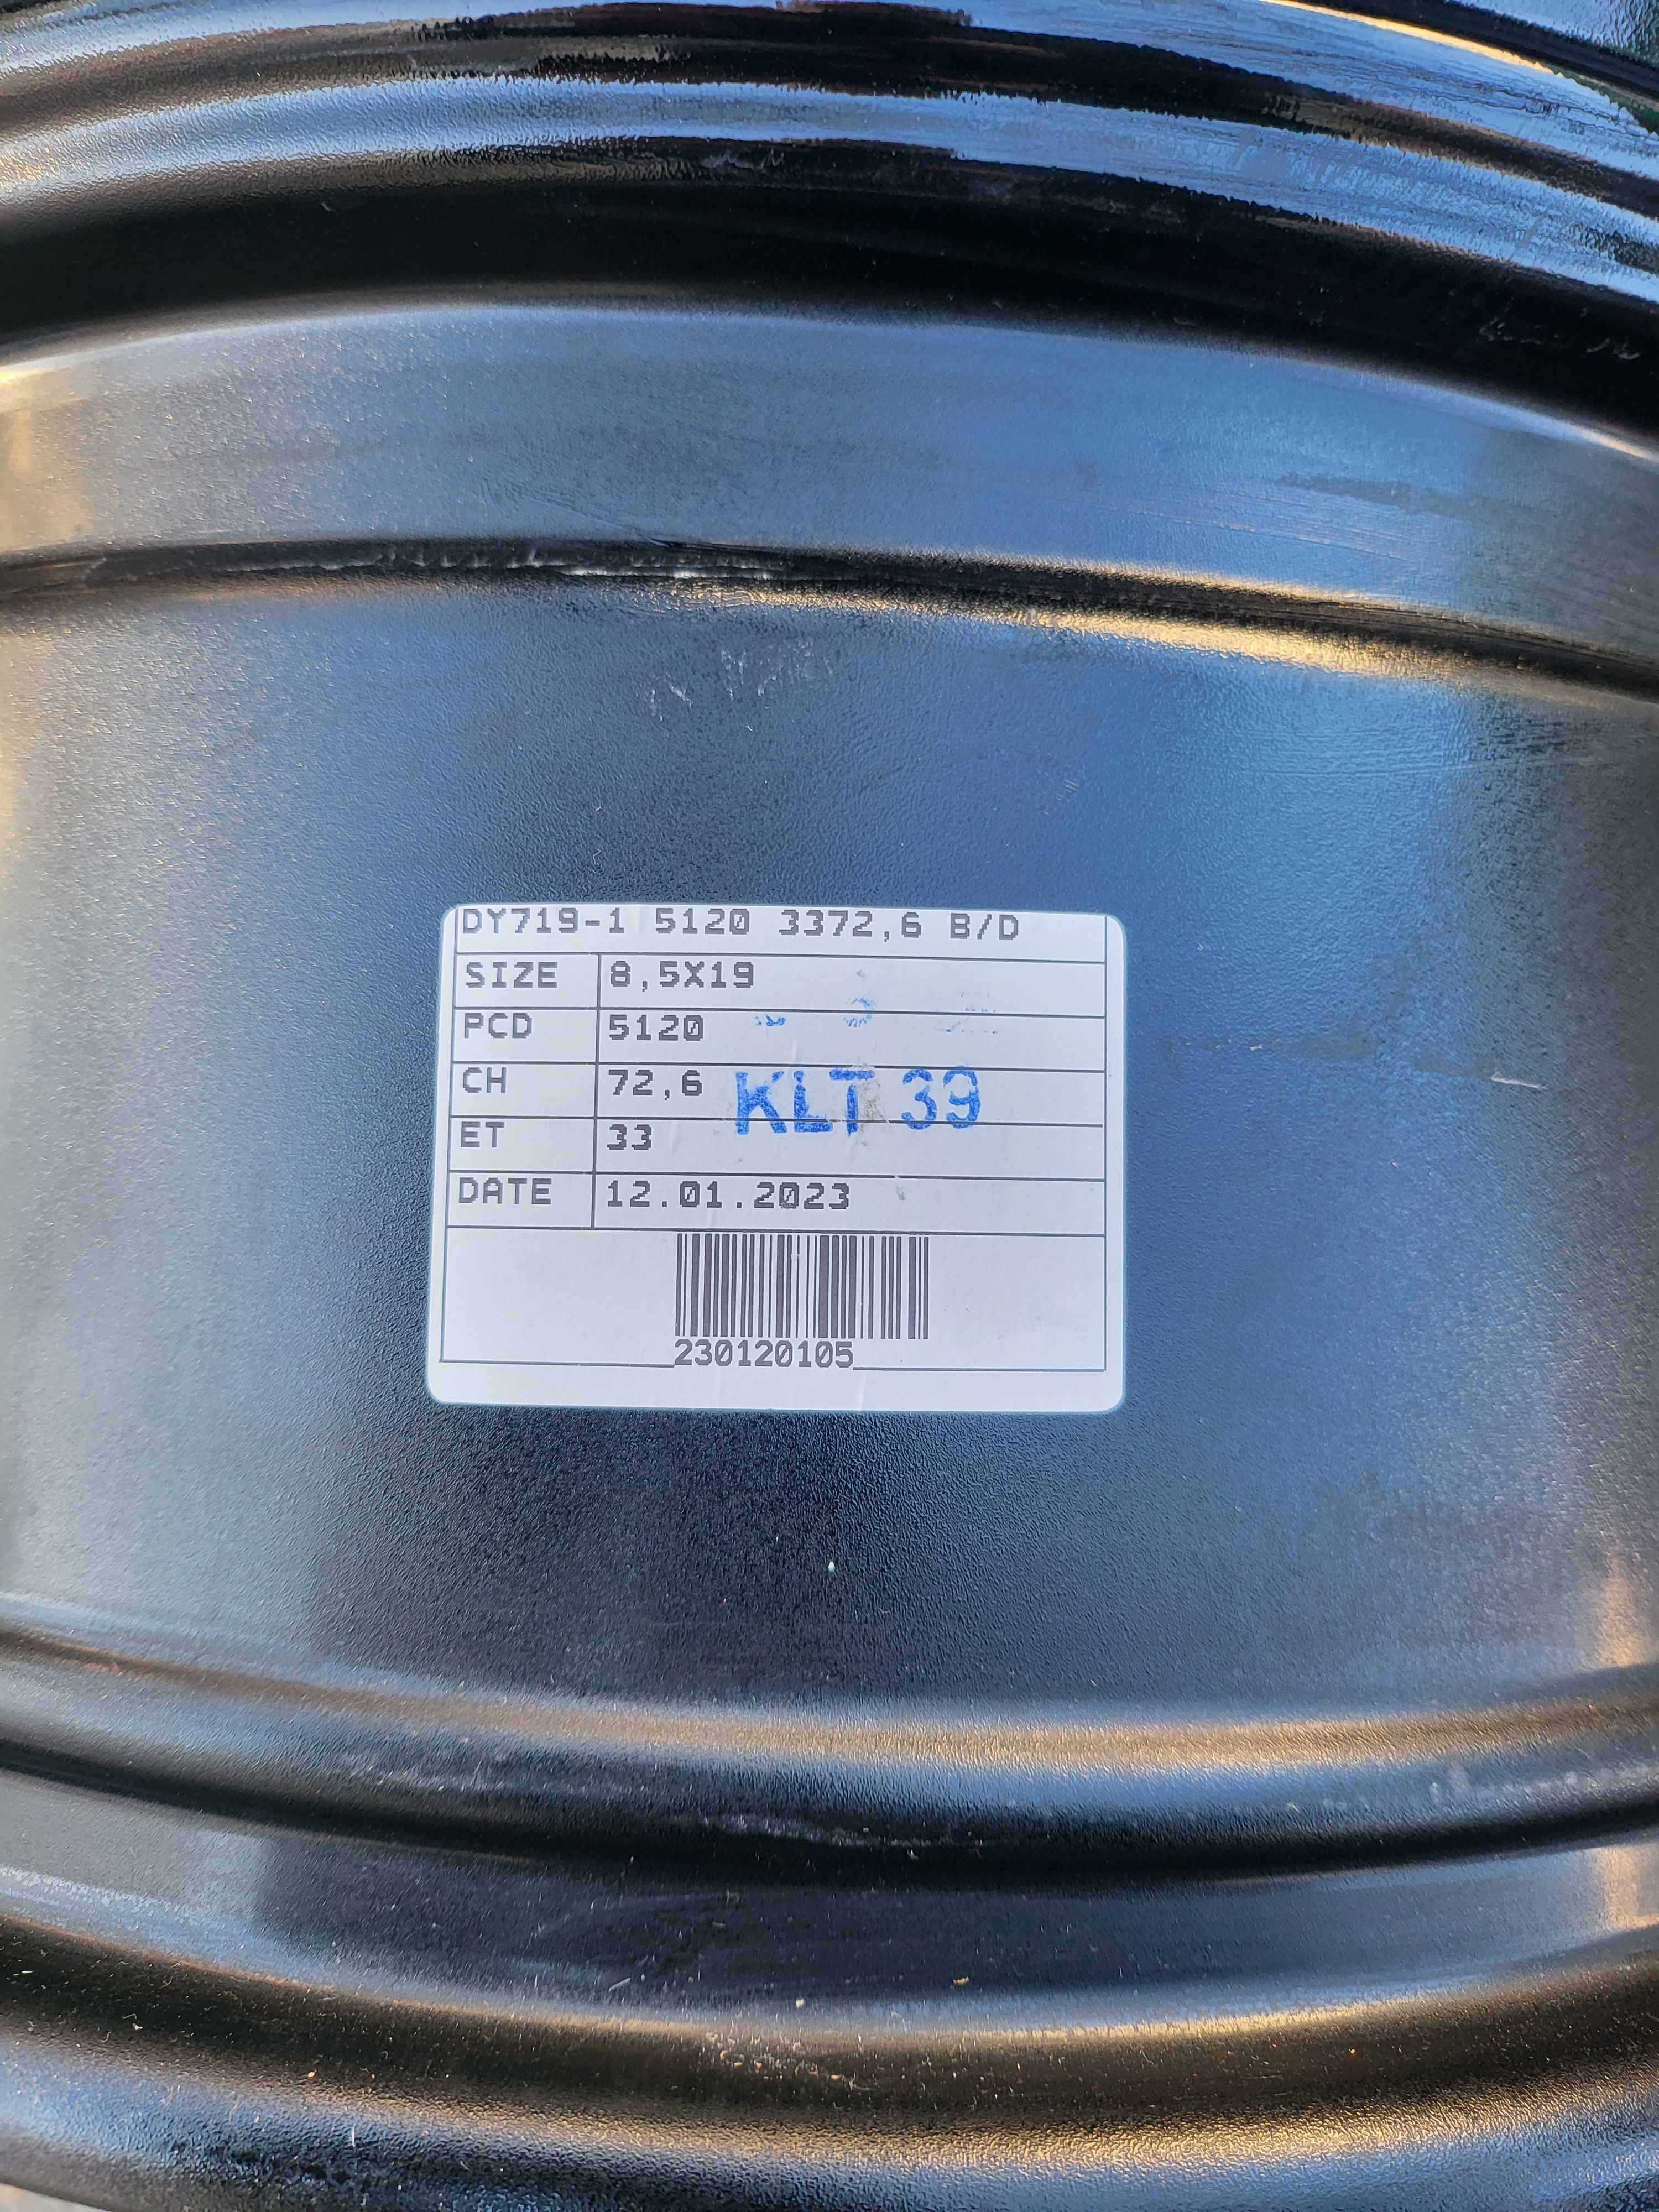 DY719-1 5120 3372,6 B/D
SIZE 8,5X19
PCD 5120
CH 72,6
KLT 39
ET 33
DATE 12.01.2023
230120105